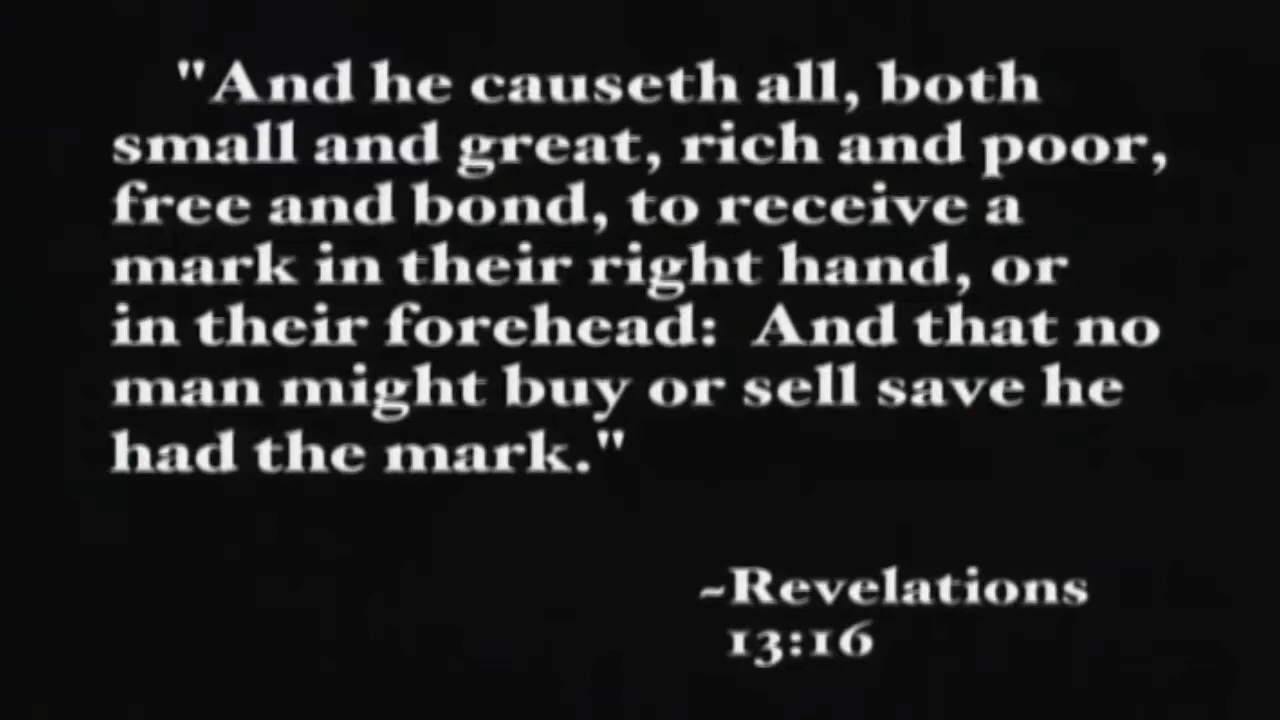 "And he causeth all, both
small and great, rich and poor,
free and bond, to receive a
mark in their right hand, or
in their forehead:  And that no
man might buy or sell save he
had the mark."
~Revelations
13:16